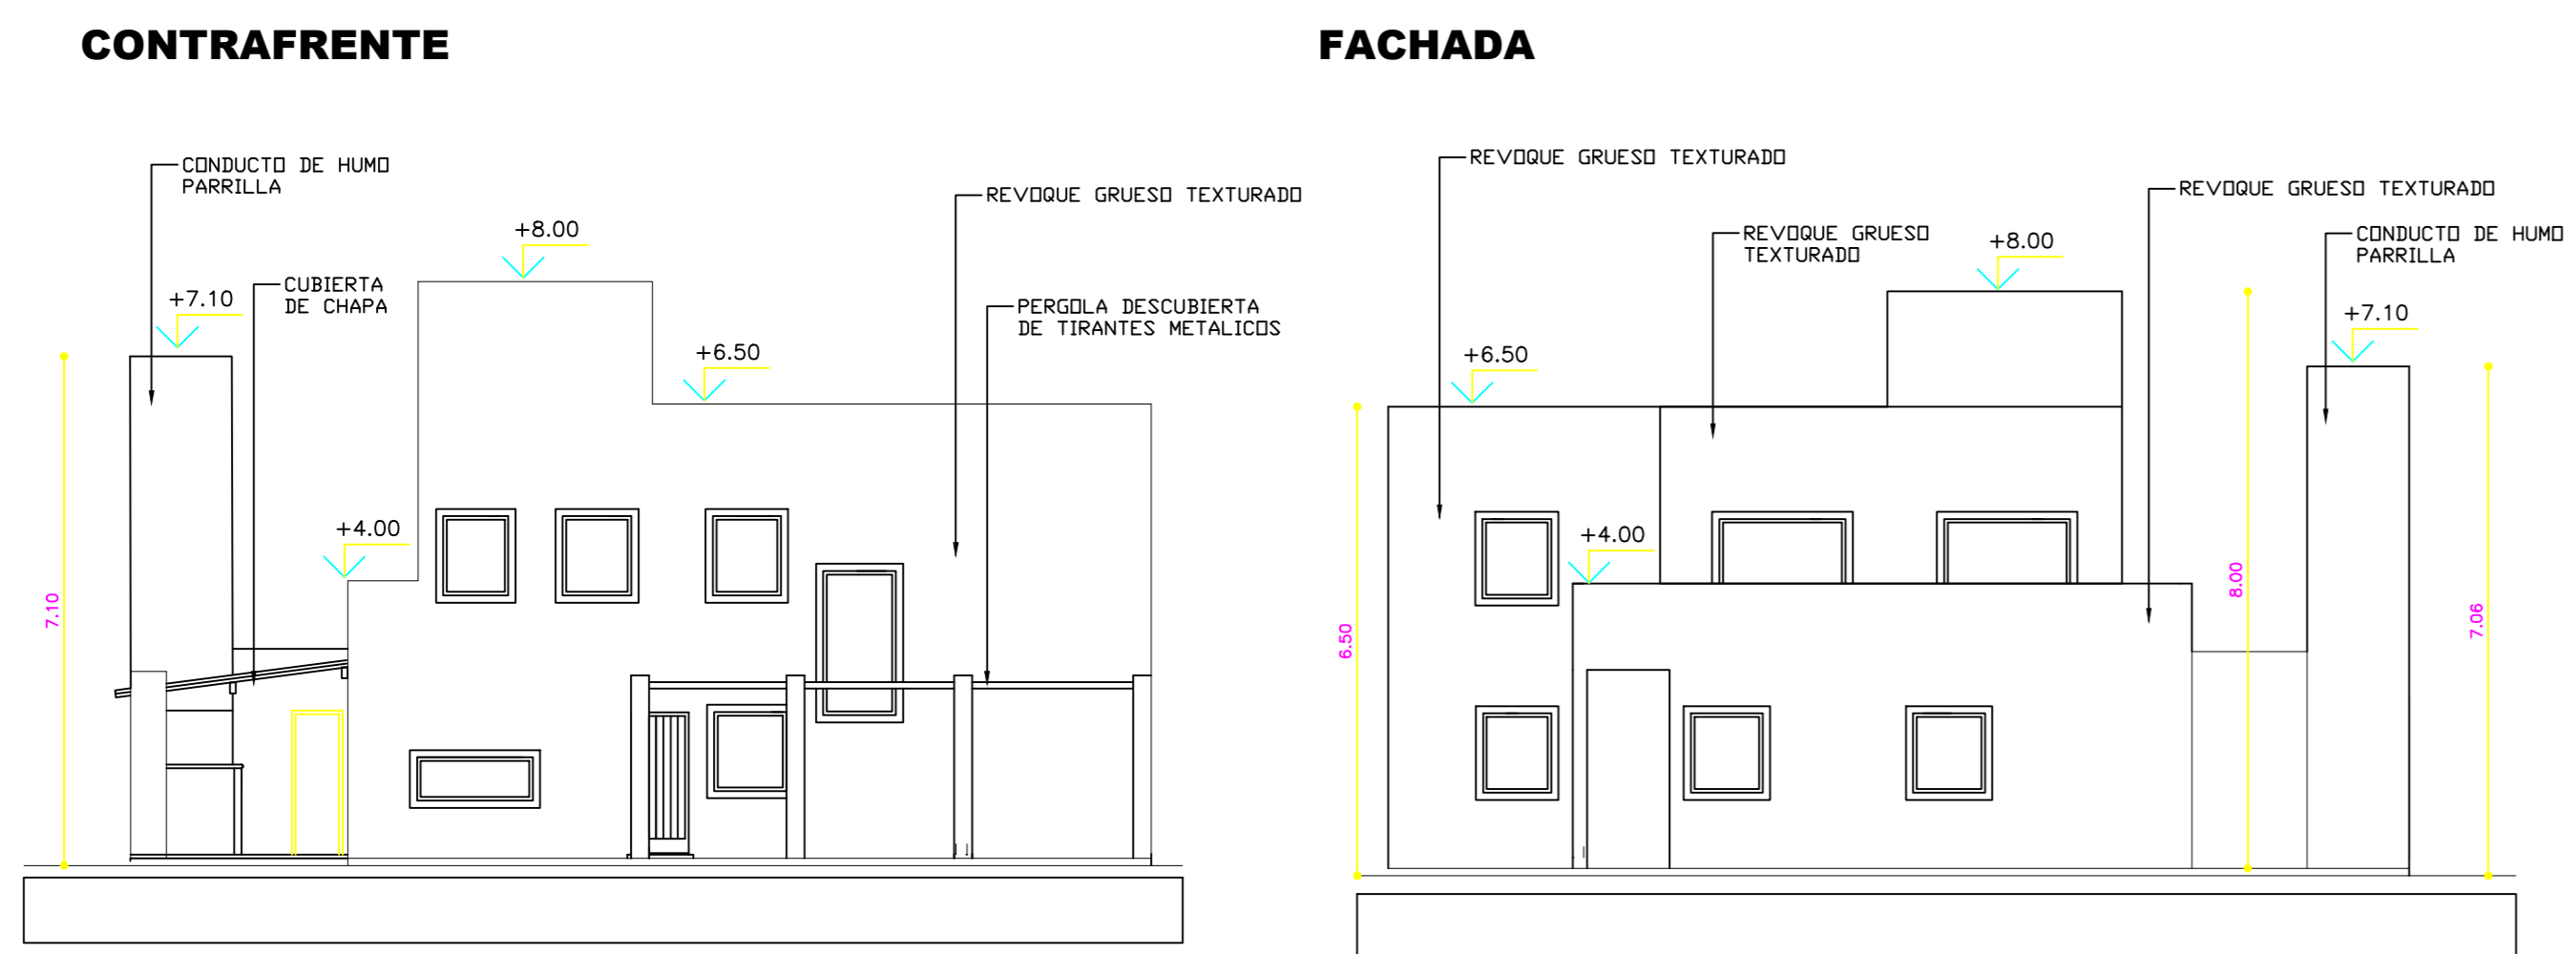 CONTRAFRENTE
CONDUCTO DE HUMO
PARRILLA
REVOQUE GRUESO TEXTURADO
+8.00
CUBIERTA
DE CHAPA
+7.10
PERGOLA DESCUBIERTA
DE TIRANTES METALICOS
+6.50
+4.00
7.10
FACHADA
REVOQUE GRUESO TEXTURADO
REVOQUE GRUESO TEXTURADO
REVOQUE GRUESO
TEXTURADO
+8.00
CONDUCTO DE HUMO
PARRILLA
+7.10
+6.50
+4.00
8.00
7.06
6.50